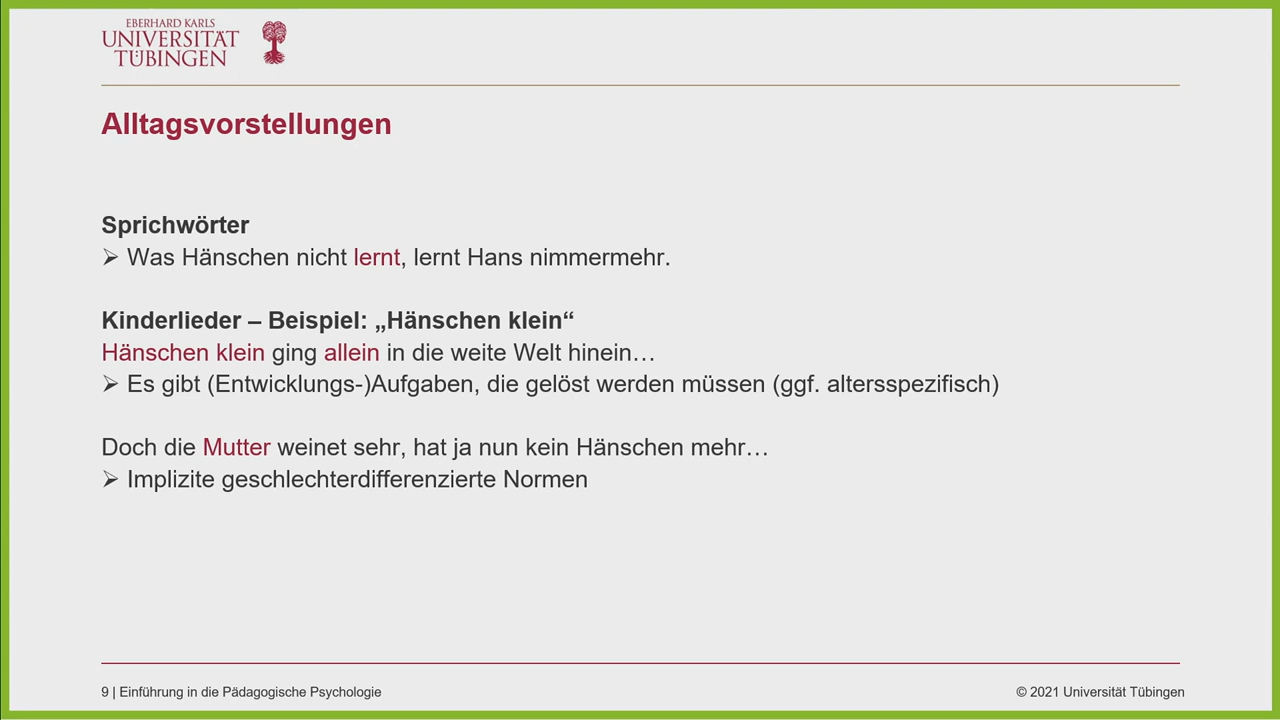 EBERHARD KARLS
UNIVERSITÄT
TÜBINGEN
Alltagsvorstellungen
Sprichwörter
➢ Was Hänschen nicht lernt, lernt Hans nimmermehr.
Kinderlieder – Beispiel: „Hänschen klein“
Hänschen klein ging allein in die weite Welt hinein…
➢ Es gibt (Entwicklungs-)Aufgaben, die gelöst werden müssen (ggf. altersspezifisch)
Doch die Mutter weinet sehr, hat ja nun kein Hänschen mehr…
➢ Implizite geschlechterdifferenzierte Normen
9 | Einführung in die Pädagogische Psychologie
© 2021 Universität Tübingen